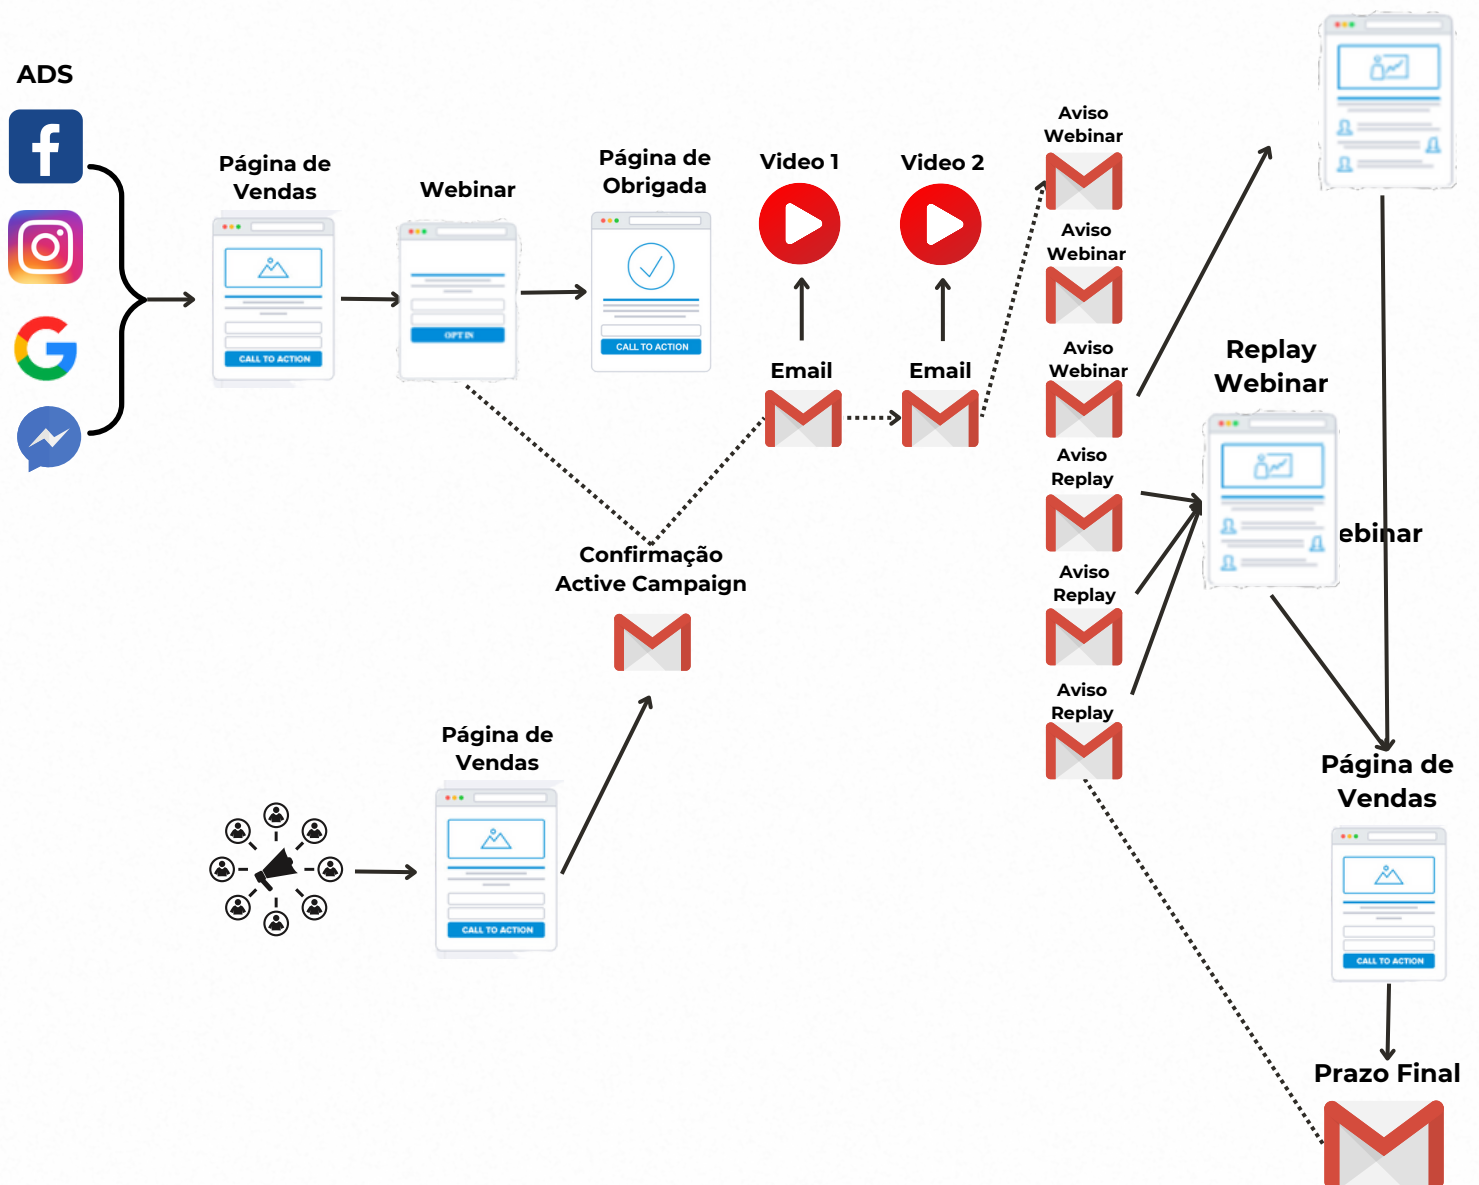 ADS
Página de
Vendas
CALL TO ACTION
Webinar
OPT IN
Página de
Obrigada
CALL TO ACTION
Video 1
Video 2
Email
Email
Confirmação
Active Campaign
Página de
Vendas
CALL TO ACTION
Aviso
Webinar
Aviso
Webinar
Aviso
Webinar
Aviso
Replay
Aviso
Replay
Aviso
Replay
Replay
Webinar
ebinar
Página de
Vendas
CALL TO ACTION
Prazo Final